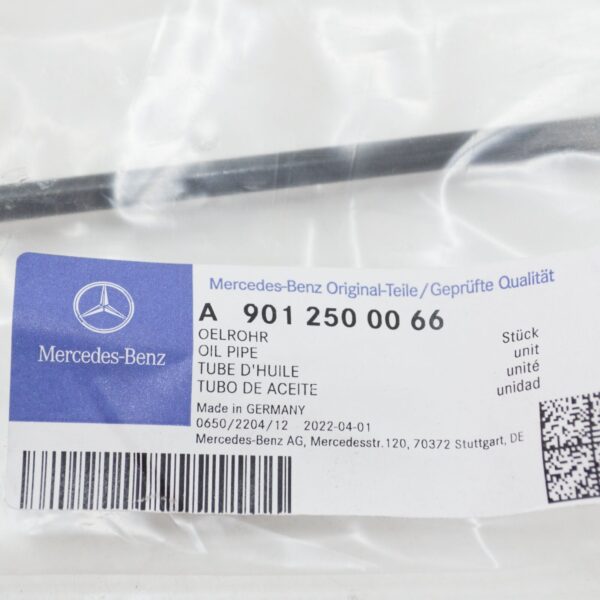 Mercedes-Benz Original-Teile/Geprüfte Qualität
A 901 250 00 66
OELROHR Stück
OIL PIPE unit
TUBE D'HUILE unité
TUBO DE ACEITE unidad
Made in GERMANY
0650/2204/12 2022-04-01
Mercedes-Benz AG, Mercedesstr.120, 70372 Stuttgart, DE
Mercedes-Benz